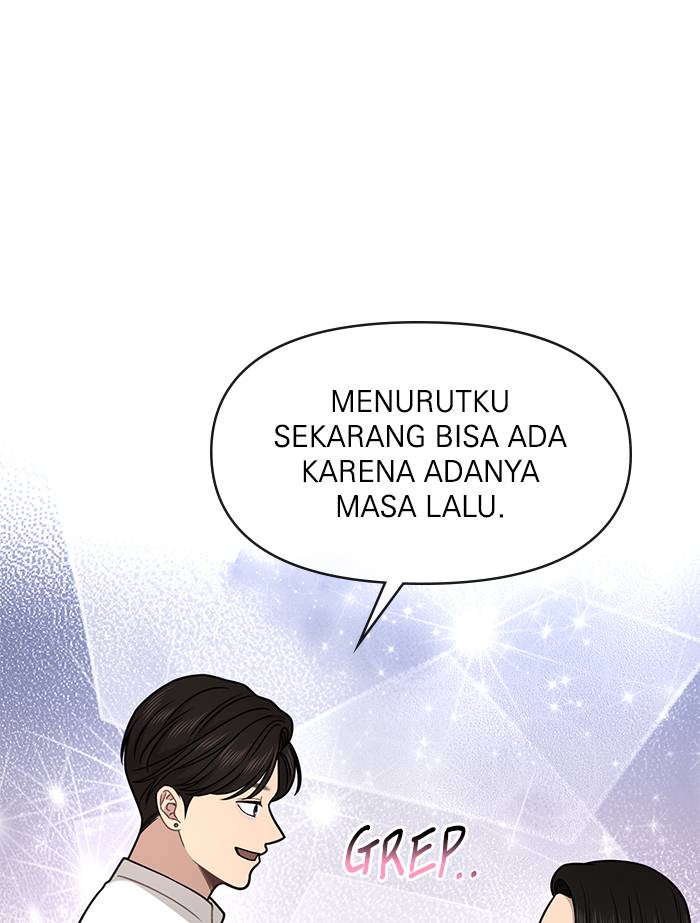 MENURUTKU
SEKARANG BISA ADA
KARENA ADANYA
MASA LALU.
GREP..